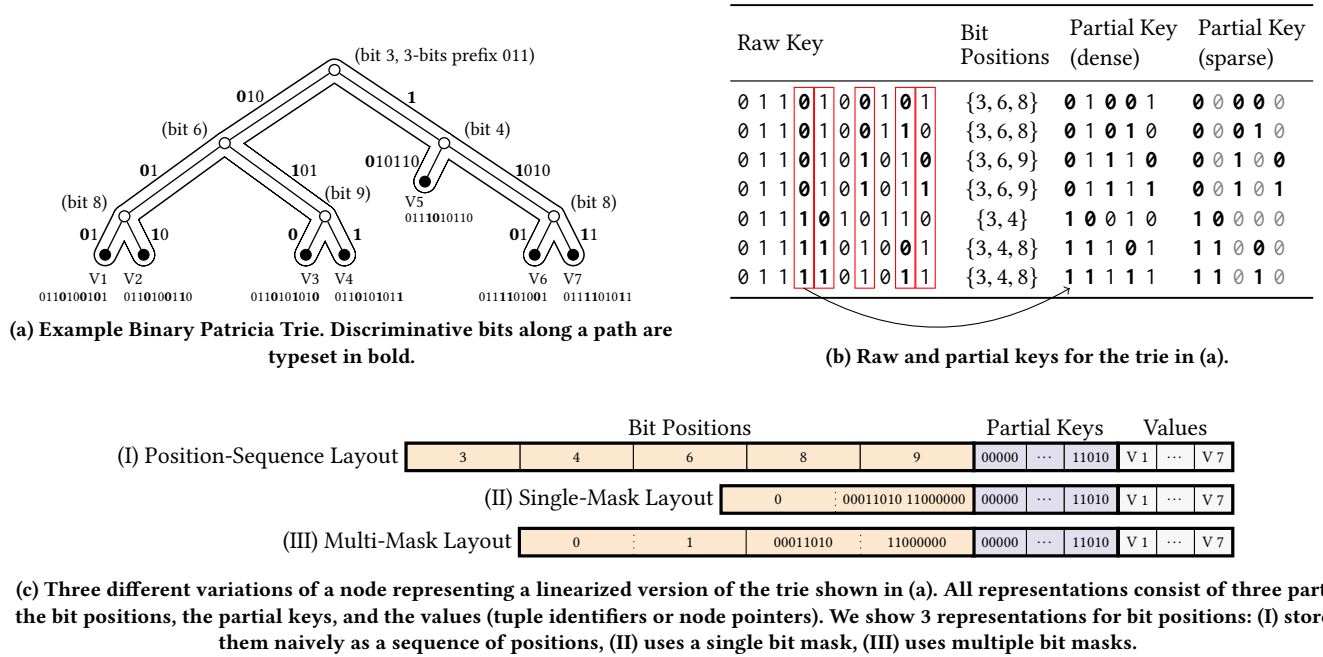 (bit 3, 3-bits prefix 011)
010
1
(bit 6)
(bit 4)
01
101
010110
1010
(bit 8)
(bit 9)
V5
01110010110
(bit 8)
01
10
0
1
01
11
V1
V2
V3
V4
V6
V7
0110100101
0110100110
0110101010
0110101011
0111101001
0111101011
(a) Example Binary Patricia Trie. Discriminative bits along a path are
typeset in bold.
Raw Key
Bit
Positions
Partial Key
(dense)
Partial Key
(sparse)
0 1 1 0 1 0 0 1 0 1 {3, 6, 8} 0 1 0 0 1 0 0 0 0 0
0 1 1 0 1 0 0 1 1 0 {3, 6, 8} 0 1 0 1 0 0 0 0 1 0
0 1 1 0 1 0 1 0 1 0 {3, 6, 9} 0 1 1 1 0 0 0 1 0 0
0 1 1 0 1 0 1 0 1 1 {3, 6, 9} 0 1 1 1 1 0 0 1 0 1
0 1 1 1 0 1 0 1 1 0 {3, 4} 1 0 0 1 0 1 0 0 0 0
0 1 1 1 1 0 1 0 0 1 {3, 4, 8} 1 1 1 0 1 1 1 0 0 0
0 1 1 1 1 0 1 0 1 1 {3, 4, 8} 1 1 1 1 1 1 1 0 1 0
(b) Raw and partial keys for the trie in (a).
Bit Positions Partial Keys Values
(I) Position-Sequence Layout 3 4 6 8 9 00000 ··· 11010 V 1 ··· V 7
(II) Single-Mask Layout 0 00011010 11000000 00000 ··· 11010 V 1 ··· V 7
(III) Multi-Mask Layout 0 1 00011010 11000000 00000 ··· 11010 V 1 ··· V 7
(c) Three different variations of a node representing a linearized version of the trie shown in (a). All representations consist of three part
the bit positions, the partial keys, and the values (tuple identifiers or node pointers). We show 3 representations for bit positions: (I) store
them naively as a sequence of positions, (II) uses a single bit mask, (III) uses multiple bit masks.